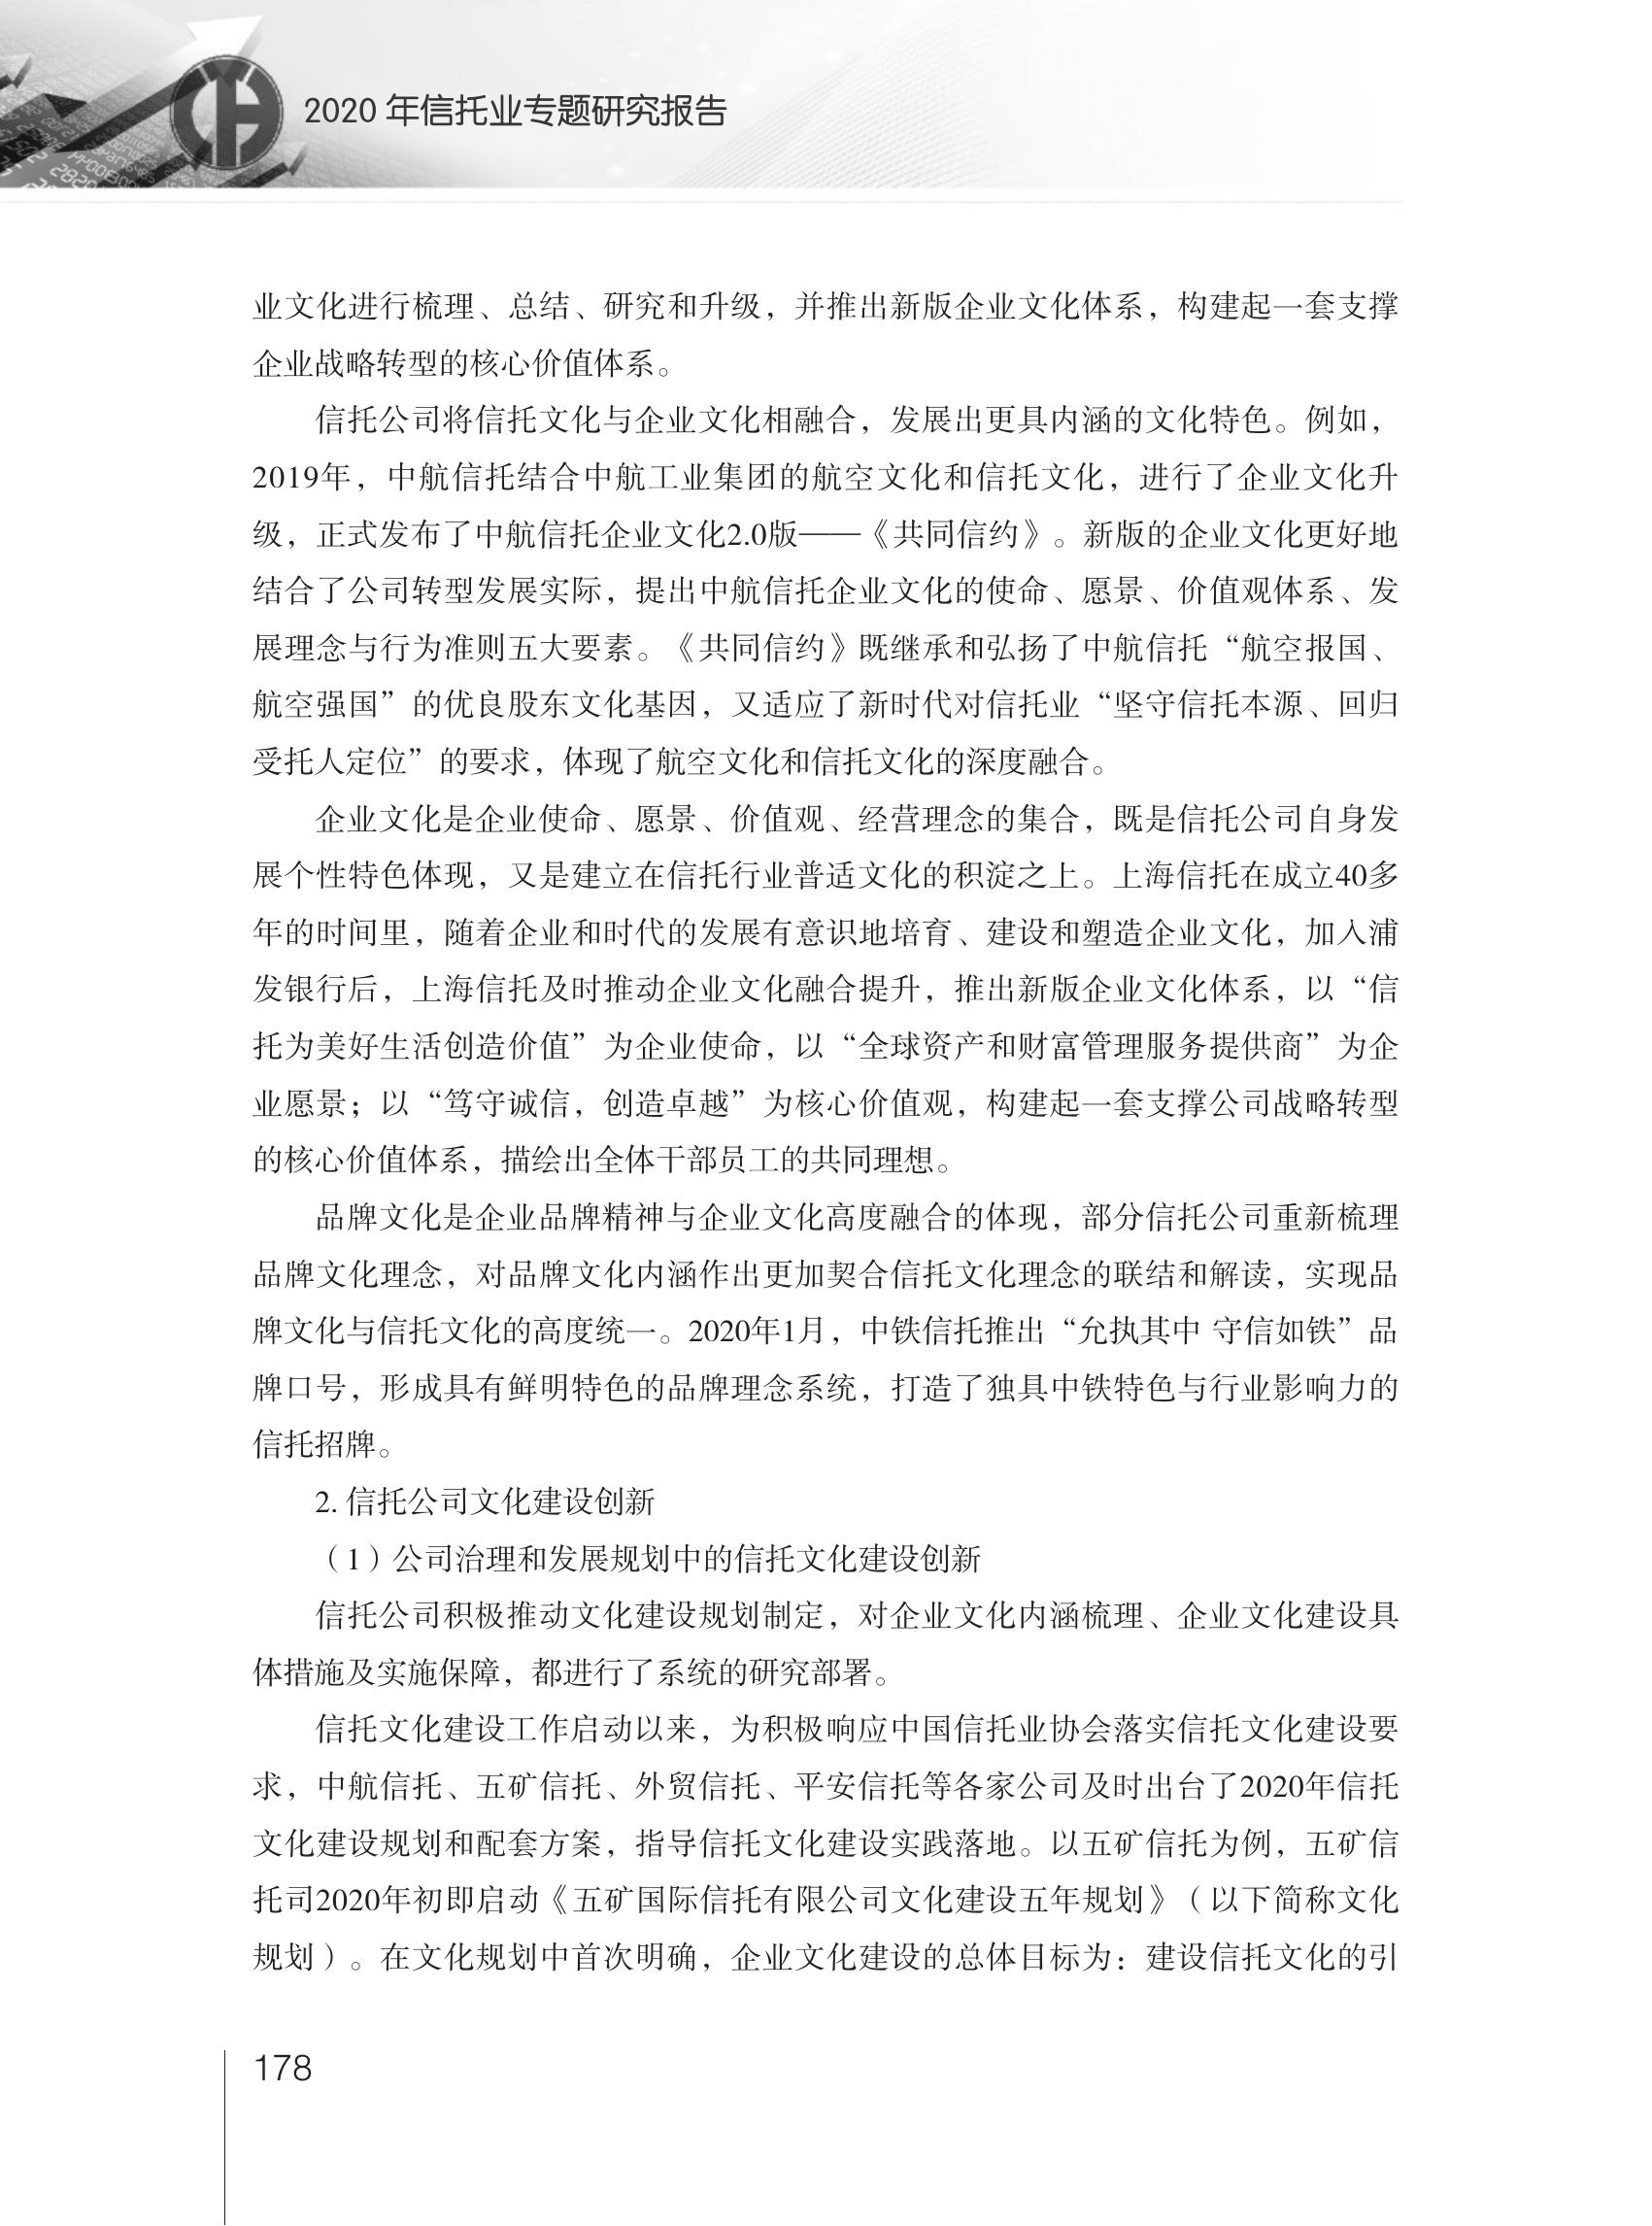 2020 年信托业专题研究报告
业文化进行梳理、总结、研究和升级，并推出新版企业文化体系，构建起一套支撑
企业战略转型的核心价值体系。
信托公司将信托文化与企业文化相融合，发展出更具内涵的文化特色。例如，
2019年，中航信托结合中航工业集团的航空文化和信托文化，进行了企业文化升
级，正式发布了中航信托企业文化2.0版——《共同信约》。新版的企业文化更好地
结合了公司转型发展实际，提出中航信托企业文化的使命、愿景、价值观体系、发
展理念与行为准则五大要素。《共同信约》既继承和弘扬了中航信托“航空报国、
航空强国”的优良股东文化基因，又适应了新时代对信托业“坚守信托本源、回归
受托人定位”的要求，体现了航空文化和信托文化的深度融合。
企业文化是企业使命、愿景、价值观、经营理念的集合，既是信托公司自身发
展个性特色体现，又是建立在信托行业普适文化的积淀之上。上海信托在成立40多
年的时间里，随着企业和时代的发展有意识地培育、建设和塑造企业文化，加入浦
发银行后，上海信托及时推动企业文化融合提升，推出新版企业文化体系，以“信
托为美好生活创造价值”为企业使命，以“全球资产和财富管理服务提供商”为企
业愿景；以“笃守诚信，创造卓越”为核心价值观，构建起一套支撑公司战略转型
的核心价值体系，描绘出全体干部员工的共同理想。
品牌文化是企业品牌精神与企业文化高度融合的体现，部分信托公司重新梳理
品牌文化理念，对品牌文化内涵作出更加契合信托文化理念的联结和解读，实现品
牌文化与信托文化的高度统一。2020年1月，中铁信托推出“允执其中 守信如铁”品
牌口号，形成具有鲜明特色的品牌理念系统，打造了独具中铁特色与行业影响力的
信托招牌。
2. 信托公司文化建设创新
（1）公司治理和发展规划中的信托文化建设创新
信托公司积极推动文化建设规划制定，对企业文化内涵梳理、企业文化建设具
体措施及实施保障，都进行了系统的研究部署。
信托文化建设工作启动以来，为积极响应中国信托业协会落实信托文化建设要
求，中航信托、五矿信托、外贸信托、平安信托等各家公司及时出台了2020年信托
文化建设规划和配套方案，指导信托文化建设实践落地。以五矿信托为例，五矿信
托司2020年初即启动《五矿国际信托有限公司文化建设五年规划》（以下简称文化
规划）。在文化规划中首次明确，企业文化建设的总体目标为：建设信托文化的引
178